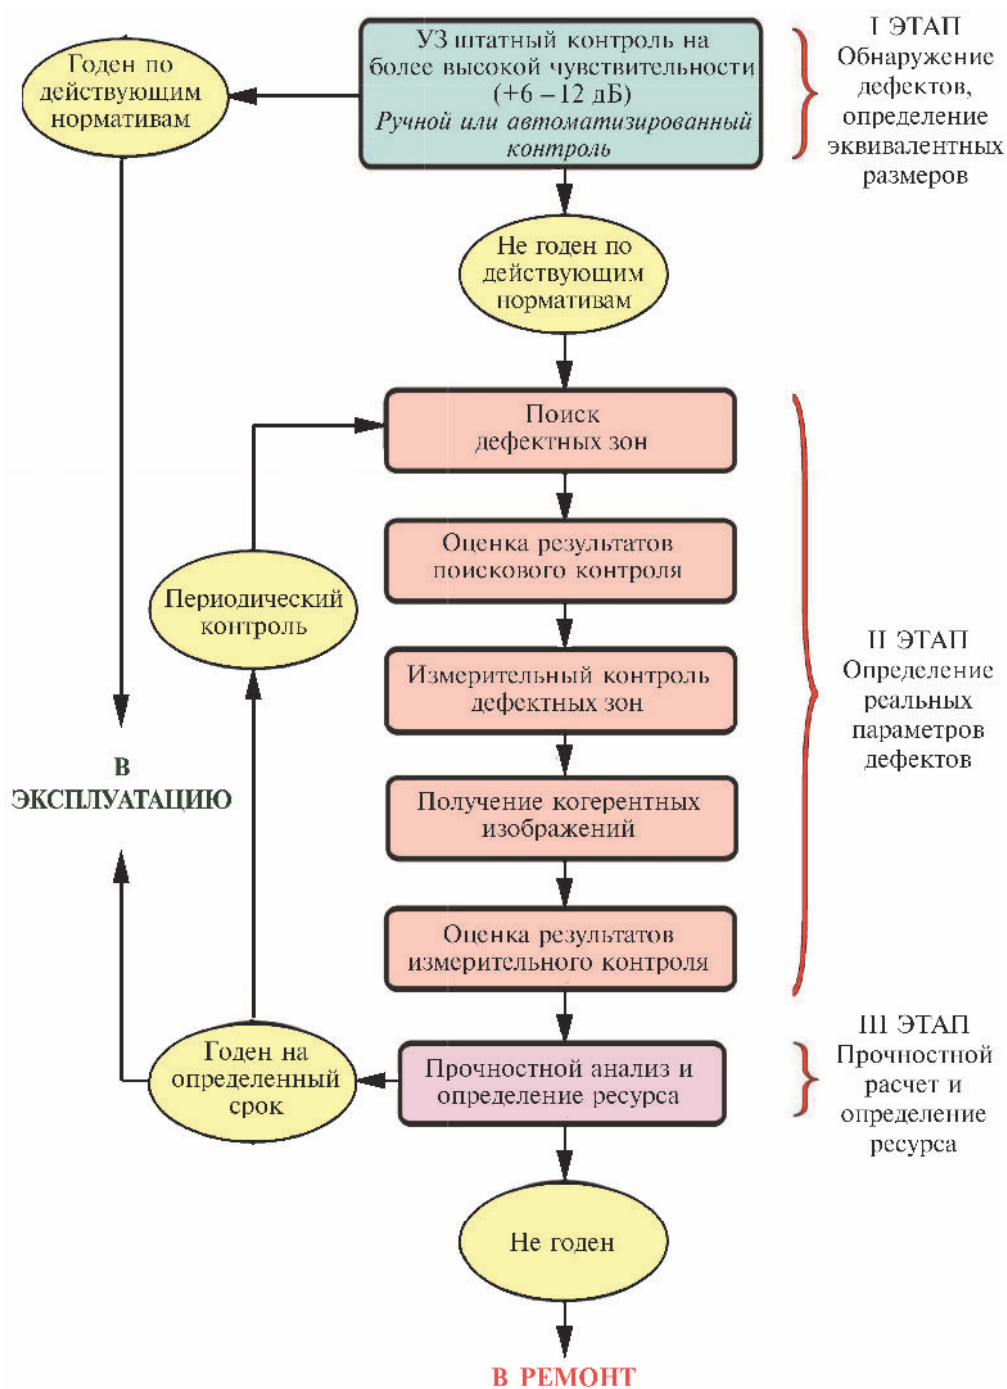 УЗ штатный контроль на
более высокой чувствительности
(+6 – 12 дБ)
Ручной или автоматизированный
контроль
I ЭТАП
Обнаружение
дефектов,
определение
эквивалентных
размеров
Годен по
действующим
нормативам
Не годен по
действующим
нормативам
Поиск
дефектных зон
Оценка результатов
поискового контроля
Периодический
контроль
Измерительный контроль
дефектных зон
II ЭТАП
Определение
реальных
параметров
дефектов
В
ЭКСПЛУАТАЦИЮ
Получение когерентных
изображений
Оценка результатов
измерительного контроля
Годен на
определенный
срок
Прочностной анализ и
определение ресурса
III ЭТАП
Прочностной
расчет и
определение
ресурса
Не годен
В РЕМОНТ